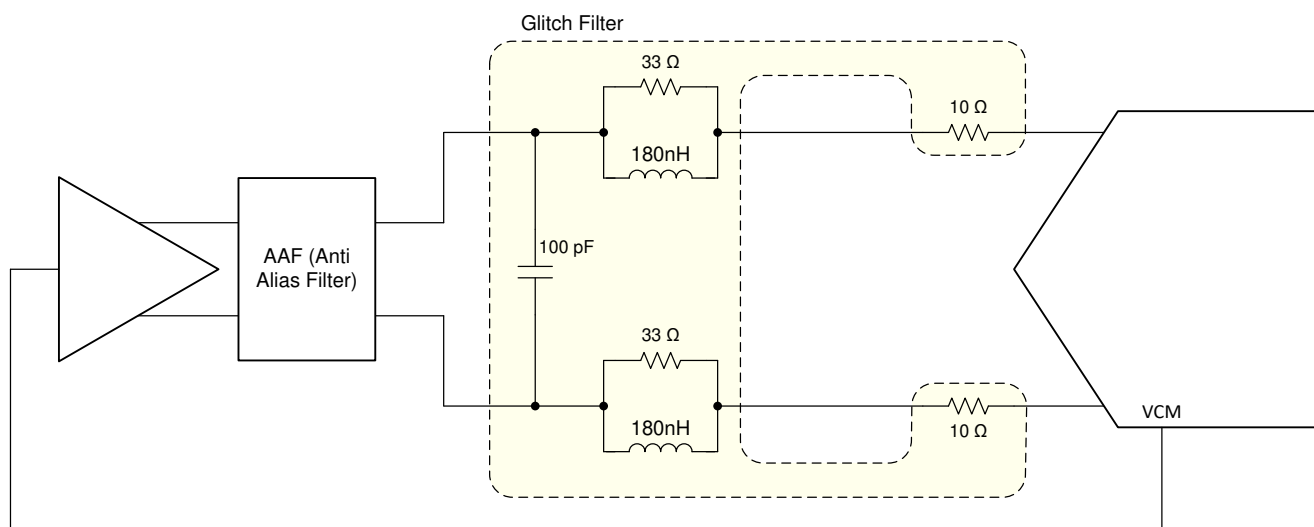 Glitch Filter
33 Ω
10 Ω
180nH
AAF (Anti
Alias Filter)
100 pF
33 Ω
180nH
10 Ω
VCM